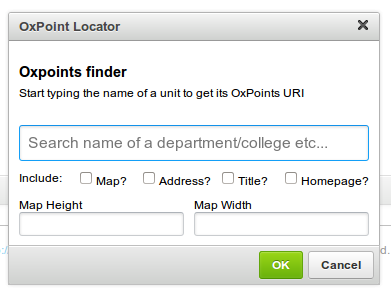 OxPoint Locator
Oxpoints finder
Start typing the name of a unit to get its OxPoints URI
Search name of a department/college etc...
Include: Map? Address? Title? Homepage?
Map Height Map Width
OK Cancel